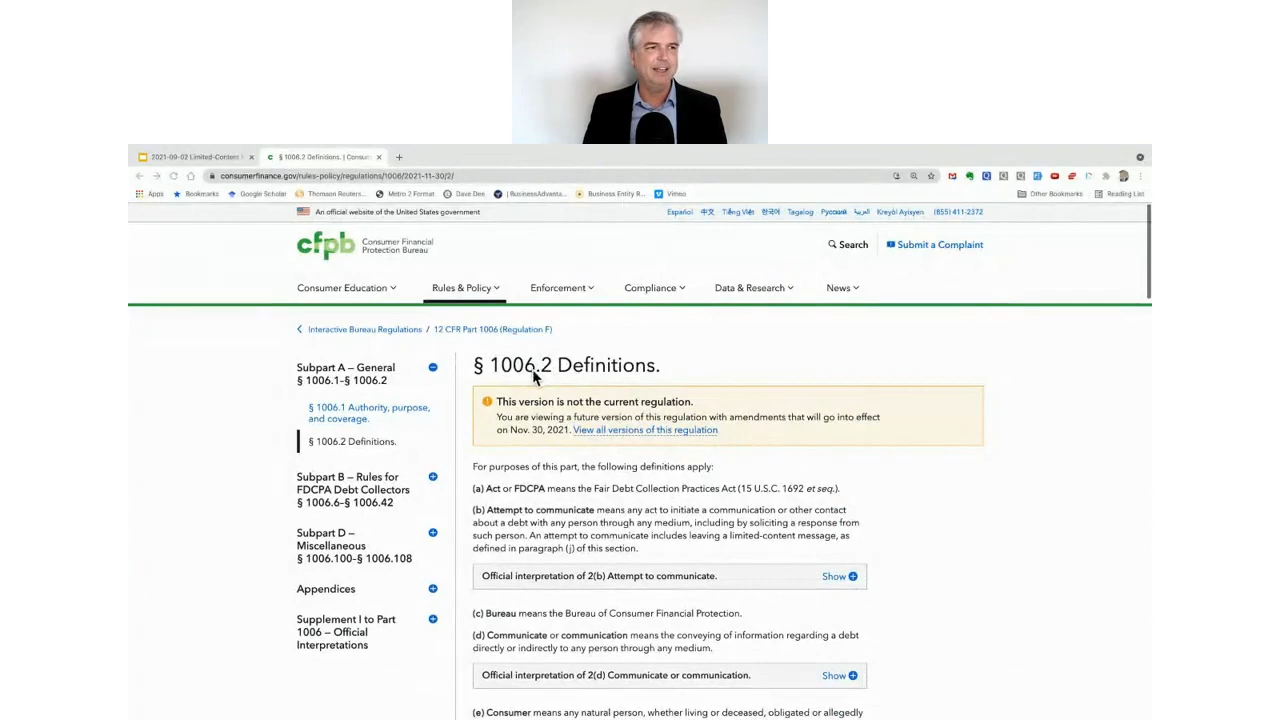 2021-09-02 Limited-Content
§ 1006.2 Definitions. | Consum
consumerfinance.gov/rules-policy/regulations/1006/2021-11-30/2/
Apps
Bookmarks
Google Scholar
Thomson Reuters...
Metro 2 Format
Dave Dee
| BusinessAdvanta...
Business Entity R...
Vimeo
Other Bookmarks
Reading List
An official website of the United States government
Español
中文
Tiếng Việt
한국어
Tagalog
Русский
العربية
Kreyòl Ayisyen
(855) 411-2372
cfpb
Consumer Financial
Protection Bureau
Search
Submit a Complaint
Consumer Education
Rules & Policy
Enforcement
Compliance
Data & Research
News
Interactive Bureau Regulations / 12 CFR Part 1006 (Regulation F)
Subpart A – General
§ 1006.1–§ 1006.2
§ 1006.1 Authority, purpose,
and coverage.
§ 1006.2 Definitions.
Subpart B – Rules for
FDCPA Debt Collectors
§ 1006.6–§ 1006.42
Subpart D –
Miscellaneous
§ 1006.100–§ 1006.108
Appendices
Supplement I to Part
1006 – Official
Interpretations
§ 1006.2 Definitions.
This version is not the current regulation.
You are viewing a future version of this regulation with amendments that will go into effect
on Nov. 30, 2021. View all versions of this regulation
For purposes of this part, the following definitions apply:
(a) Act or FDCPA means the Fair Debt Collection Practices Act (15 U.S.C. 1692 et seq.).
(b) Attempt to communicate means any act to initiate a communication or other contact
about a debt with any person through any medium, including by soliciting a response from
such person. An attempt to communicate includes leaving a limited-content message, as
defined in paragraph (j) of this section.
Official interpretation of 2(b) Attempt to communicate.
Show
(c) Bureau means the Bureau of Consumer Financial Protection.
(d) Communicate or communication means the conveying of information regarding a debt
directly or indirectly to any person through any medium.
Official interpretation of 2(d) Communicate or communication.
Show
(e) Consumer means any natural person, whether living or deceased, obligated or allegedly